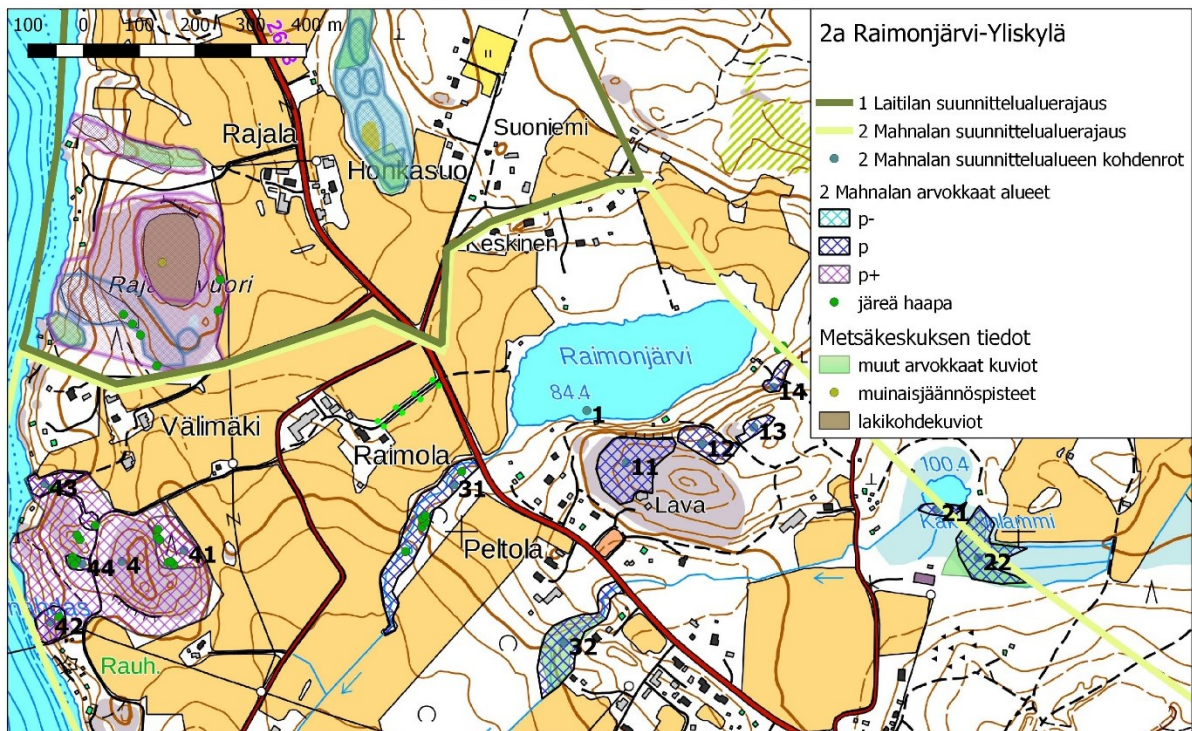 100 0 100 200 300 400 m
2a Raimonjärvi-Yliskylä
1 Laitilan suunnittelualuerajaus
2 Mahnalan suunnittelualuerajaus
2 Mahnalan suunnittelualueen kohdenrot
2 Mahnalan arvokkaat alueet
p-
p
p+
järeä haapa
Metsäkeskuksen tiedot
muut arvokkaat kuviot
muinaisjäännöspisteet
lakikohdekuviot
Rajala
Suoniemi
Honkasuo
Keskinen
Raimonjärvi
84.4
1
14
Välimäki
Raimola
13
12
11
31
Lava
100.4
43
Peltola
21
22
41
44
4
42
32
Rauh.